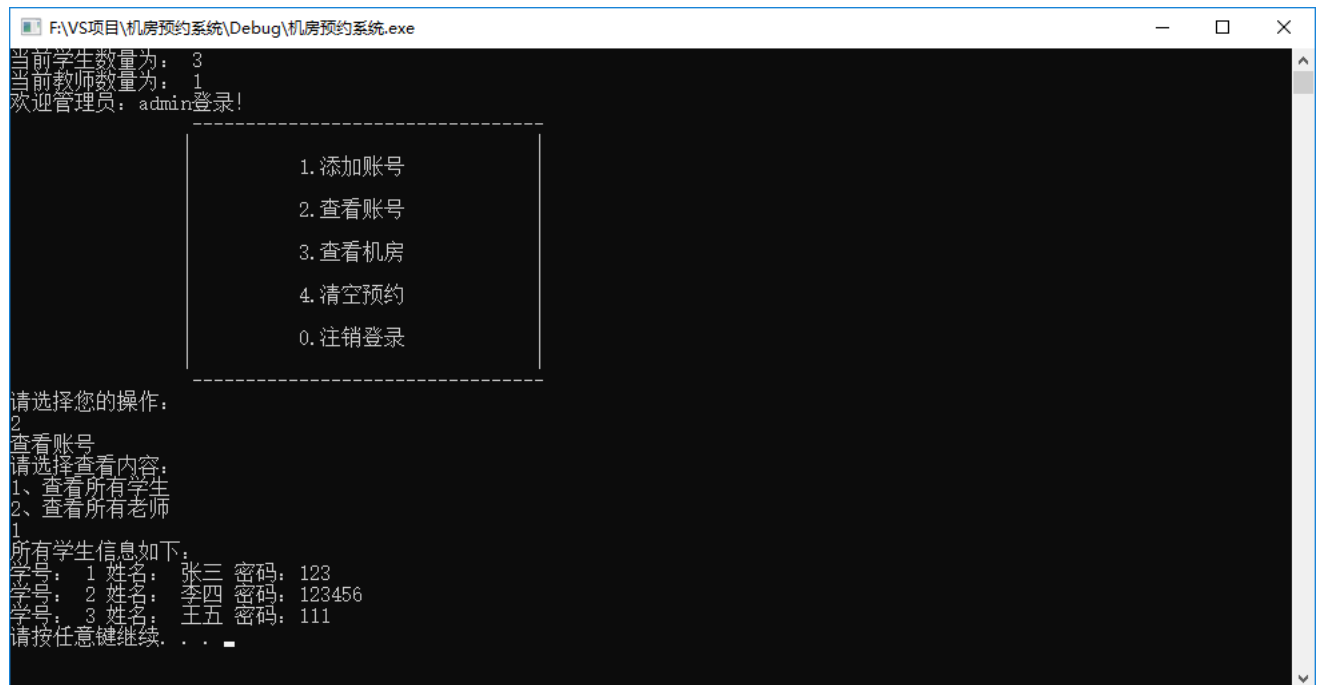 F:\VS项目\机房预约系统\Debug\机房预约系统.exe
当前学生数量为： 3
当前教师数量为： 1
欢迎管理员：admin登录！
---------------------------------
1.添加账号
2.查看账号
3.查看机房
4.清空预约
0.注销登录
---------------------------------
请选择您的操作：
2
查看账号
请选择查看内容：
1、查看所有学生
2、查看所有老师
1
所有学生信息如下：
学号： 1 姓名： 张三 密码：123
学号： 2 姓名： 李四 密码：123456
学号： 3 姓名： 王五 密码：111
请按任意键继续. . .